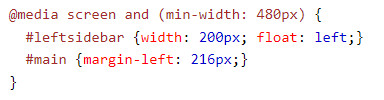 @media screen and (min-width: 480px) {
  #leftsidebar {width: 200px; float: left;}
  #main {margin-left: 216px;}
}